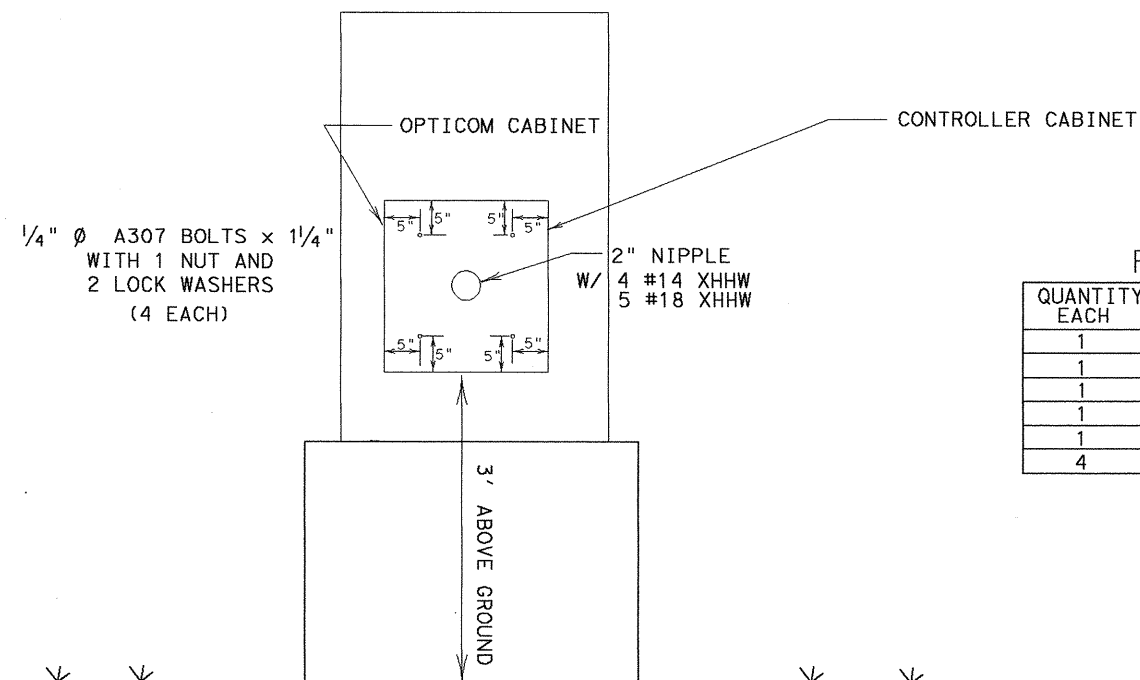 OPTICOM CABINET
CONTROLLER CABINET
1/4" Ø A307 BOLTS x 1 1/4"
WITH 1 NUT AND
2 LOCK WASHERS
(4 EACH)
5" 5" 5" 5"
2" NIPPLE
W/ 4 #14 XHHW
5 #18 XHHW
5" 5" 5" 5"
3' ABOVE GROUND
QUANTITY
EACH
1
1
1
1
1
4